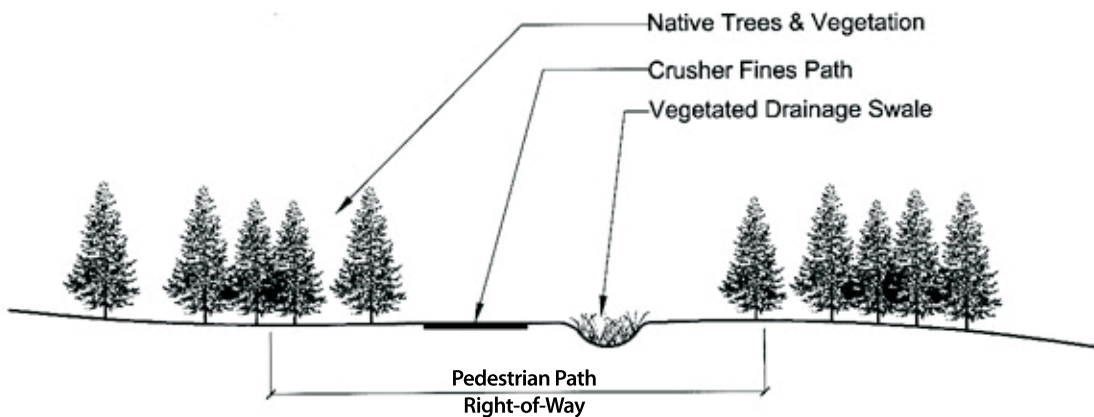 Native Trees & Vegetation
Crusher Fines Path
Vegetated Drainage Swale
Pedestrian Path
Right-of-Way